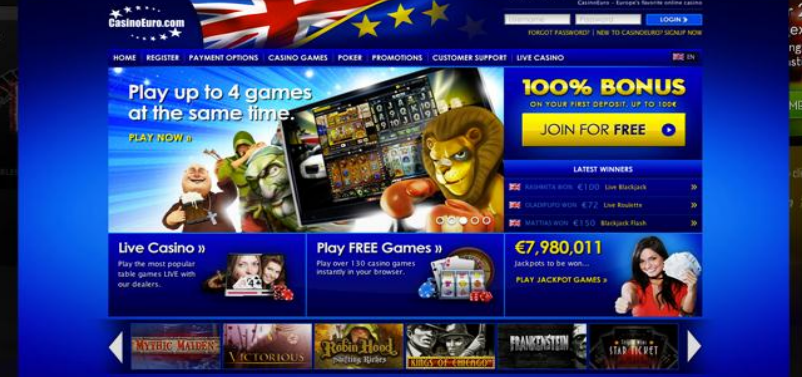 CasinoEuro - Europe's favorite online casino
CasinoEuro.com
Username
Password
LOGIN »
FORGOT PASSWORD? | NEW TO CASINOEURO? SIGNUP NOW
HOME | REGISTER | PAYMENT OPTIONS | CASINO GAMES | POKER | PROMOTIONS | CUSTOMER SUPPORT | LIVE CASINO
EN
Play up to 4 games
at the same time.
PLAY NOW »
100% BONUS
ON YOUR FIRST DEPOSIT, UP TO 100€
JOIN FOR FREE
LATEST WINNERS
WON €100 Live Blackjack »
OLADIPUPO WON €72 Live Roulette »
MATTIAS WON €150 Blackjack Flash »
Live Casino »
Play the most popular
table games LIVE with
our dealers.
Play FREE Games »
Play over 130 casino games
instantly in your browser.
€7,980,011
Jackpots to be won...
PLAY JACKPOT GAMES »
MYTHIC MAIDEN
VICTORIOUS
Robin Hood
Shifting Riches
KINGS OF CHICAGO
FRANKENSTEIN
STAR TICKET